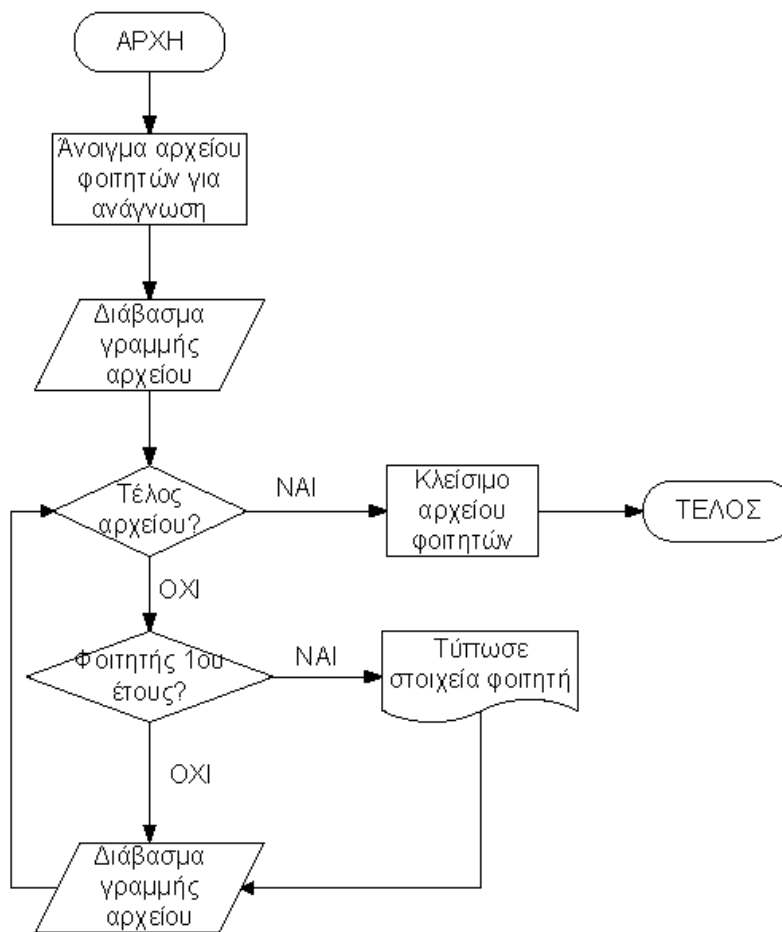 ΑΡΧΗ
Άνοιγμα αρχείου
φοιτητών για
ανάγνωση
Διάβασμα
γραμμής
αρχείου
Τέλος
αρχείου?
ΝΑΙ
Κλείσιμο
αρχείου
φοιτητών
ΤΕΛΟΣ
ΟΧΙ
Φοιτητής 1ου
έτους?
ΝΑΙ
Τύπωσε
στοιχεία φοιτητή
ΟΧΙ
Διάβασμα
γραμμής
αρχείου